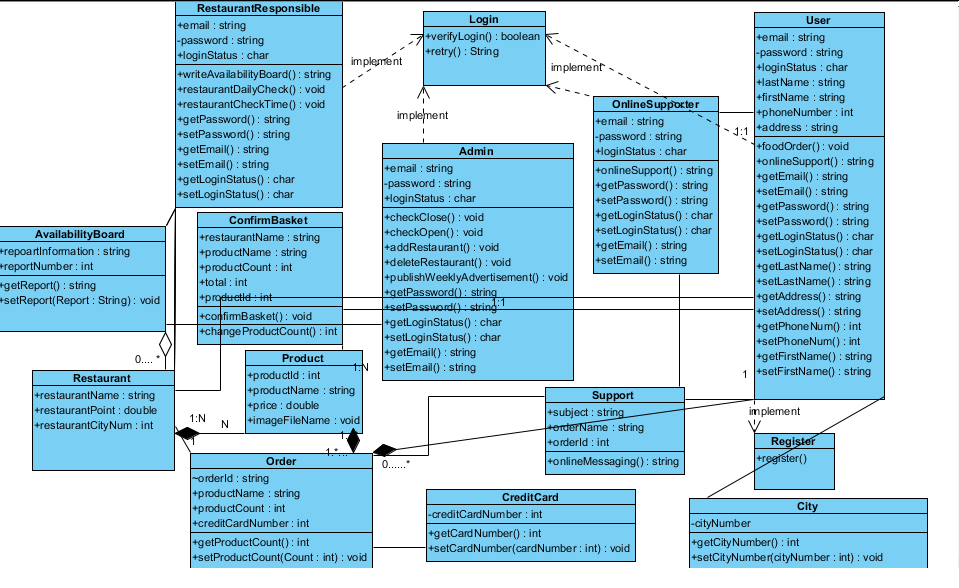 RestaurantResponsible
+email : string
-password : string
+loginStatus : char
+writeAvailabilityBoard() : string
+restaurantDailyCheck() : void
+restaurantCheckTime() : void
+getPassword() : string
+setPassword() : string
+getEmail() : string
+setEmail() : string
+getLoginStatus() : char
+setLoginStatus() : char
implement
Login
+verifyLogin() : boolean
+retry() : String
implement
implement
User
+email : string
-password : string
+loginStatus : char
+lastName : string
+firstName : string
+phoneNumber : int
+address : string
+foodOrder() : void
+onlineSupport() : string
+getEmail() : string
+setEmail() : string
+getPassword() : string
+setPassword() : string
+getLoginStatus() : char
+setLoginStatus() : char
+getLastName() : string
+setLastName() : string
+getAddress() : string
+setAddress() : string
+getPhoneNum() : int
+setPhoneNum() : int
+getFirstName() : string
+setFirstName() : string
OnlineSupporter
+email : string
-password : string
+loginStatus : char
+onlineSupport() : string
+getPassword() : string
+setPassword() : string
+getLoginStatus() : char
+setLoginStatus() : char
+getEmail() : string
+setEmail() : string
1:1
Admin
+email : string
-password : string
+loginStatus : char
+checkClose() : void
+checkOpen() : void
+addRestaurant() : void
+deleteRestaurant() : void
+publishWeeklyAdvertisement() : void
+getPassword() : string
+setPassword() : string
+getLoginStatus() : char
+setLoginStatus() : char
+getEmail() : string
+setEmail() : string
1:1
AvailabilityBoard
+repoartInformation : string
+reportNumber : int
+getReport() : string
+setReport(Report : String) : void
0.... *
ConfirmBasket
+restaurantName : string
+productName : string
+productCount : int
+total : int
+productId : int
+confirmBasket() : void
+changeProductCount() : int
Restaurant
+restaurantName : string
+restaurantPoint : double
+restaurantCityNum : int
1:N
N
1
Product
+productId : int
+productName : string
+price : double
+imageFileName : void
1:N
1..
1.*...
0......*
Order
~orderId : string
+productName : string
+productCount : int
+creditCardNumber : int
+getProductCount() : int
+setProductCount(Count : int) : void
Support
+subject : string
+orderName : string
+orderId : int
+onlineMessaging() : string
1
implement
Register
+register()
CreditCard
-creditCardNumber : int
+getCardNumber() : int
+setCardNumber(cardNumber : int) : void
City
-cityNumber
+getCityNumber() : int
+setCityNumber(cityNumber : int) : void